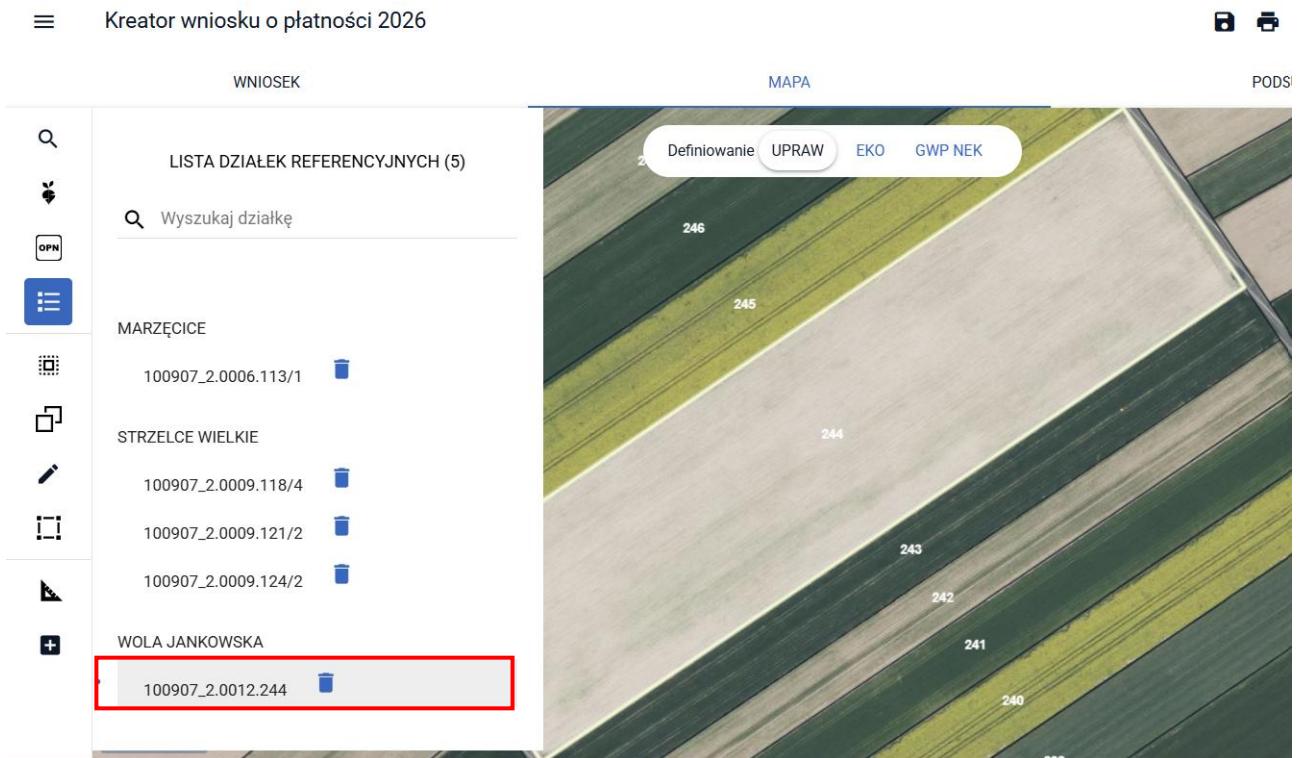 Kreator wniosku o płatności 2026
WNIOSEK
MAPA
OPN
LISTA DZIAŁEK REFERENCYJNYCH (5)
Wyszukaj działkę
MARZĘCICE
100907_2.0006.113/1
STRZELCE WIELKIE
100907_2.0009.118/4
100907_2.0009.121/2
100907_2.0009.124/2
WOLA JANKOWSKA
100907_2.0012.244
Definiowanie UPRAW EKO GWP NEK
246
245
244
243
242
241
240